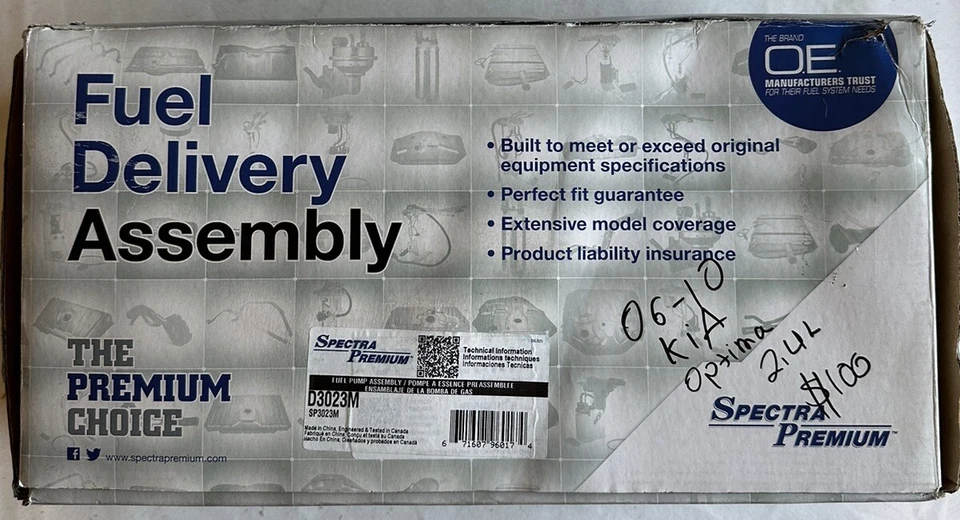 Fuel
Delivery
Assembly
THE BRAND
O.E.
MANUFACTURERS TRUST
FOR THEIR FUEL SYSTEM NEEDS
• Built to meet or exceed original
equipment specifications
• Perfect fit guarantee
• Extensive model coverage
• Product liability insurance
06-10
KIA
Optima
2.4L
$100
THE
PREMIUM
CHOICE
www.spectrapremium.com
SPECTRA
PREMIUM™
Technical Information
Informations techniques
Informaciones Tecnicas
FUEL PUMP ASSEMBLY / POMPE A ESSENCE PREASSEMBLEE
ENSAMBLAJE DE LA BOMBA DE GAS
D3023M
SP3023M
Made in China, Engineered & Tested in Canada
Fabriqué en Chine, Conçu et testé au Canada
Hecho En China, Diseñados y probados en Canadá
6 71607 96017 4
SPECTRA
PREMIUM™